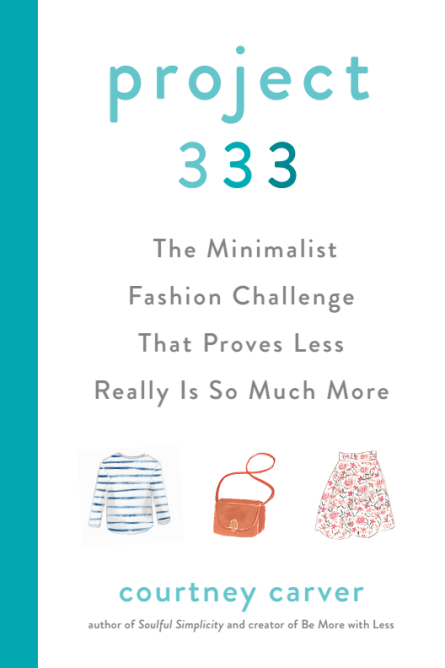 project
333
The Minimalist
Fashion Challenge
That Proves Less
Really Is So Much More
courtney carver
author of Soulful Simplicity and creator of Be More with Less